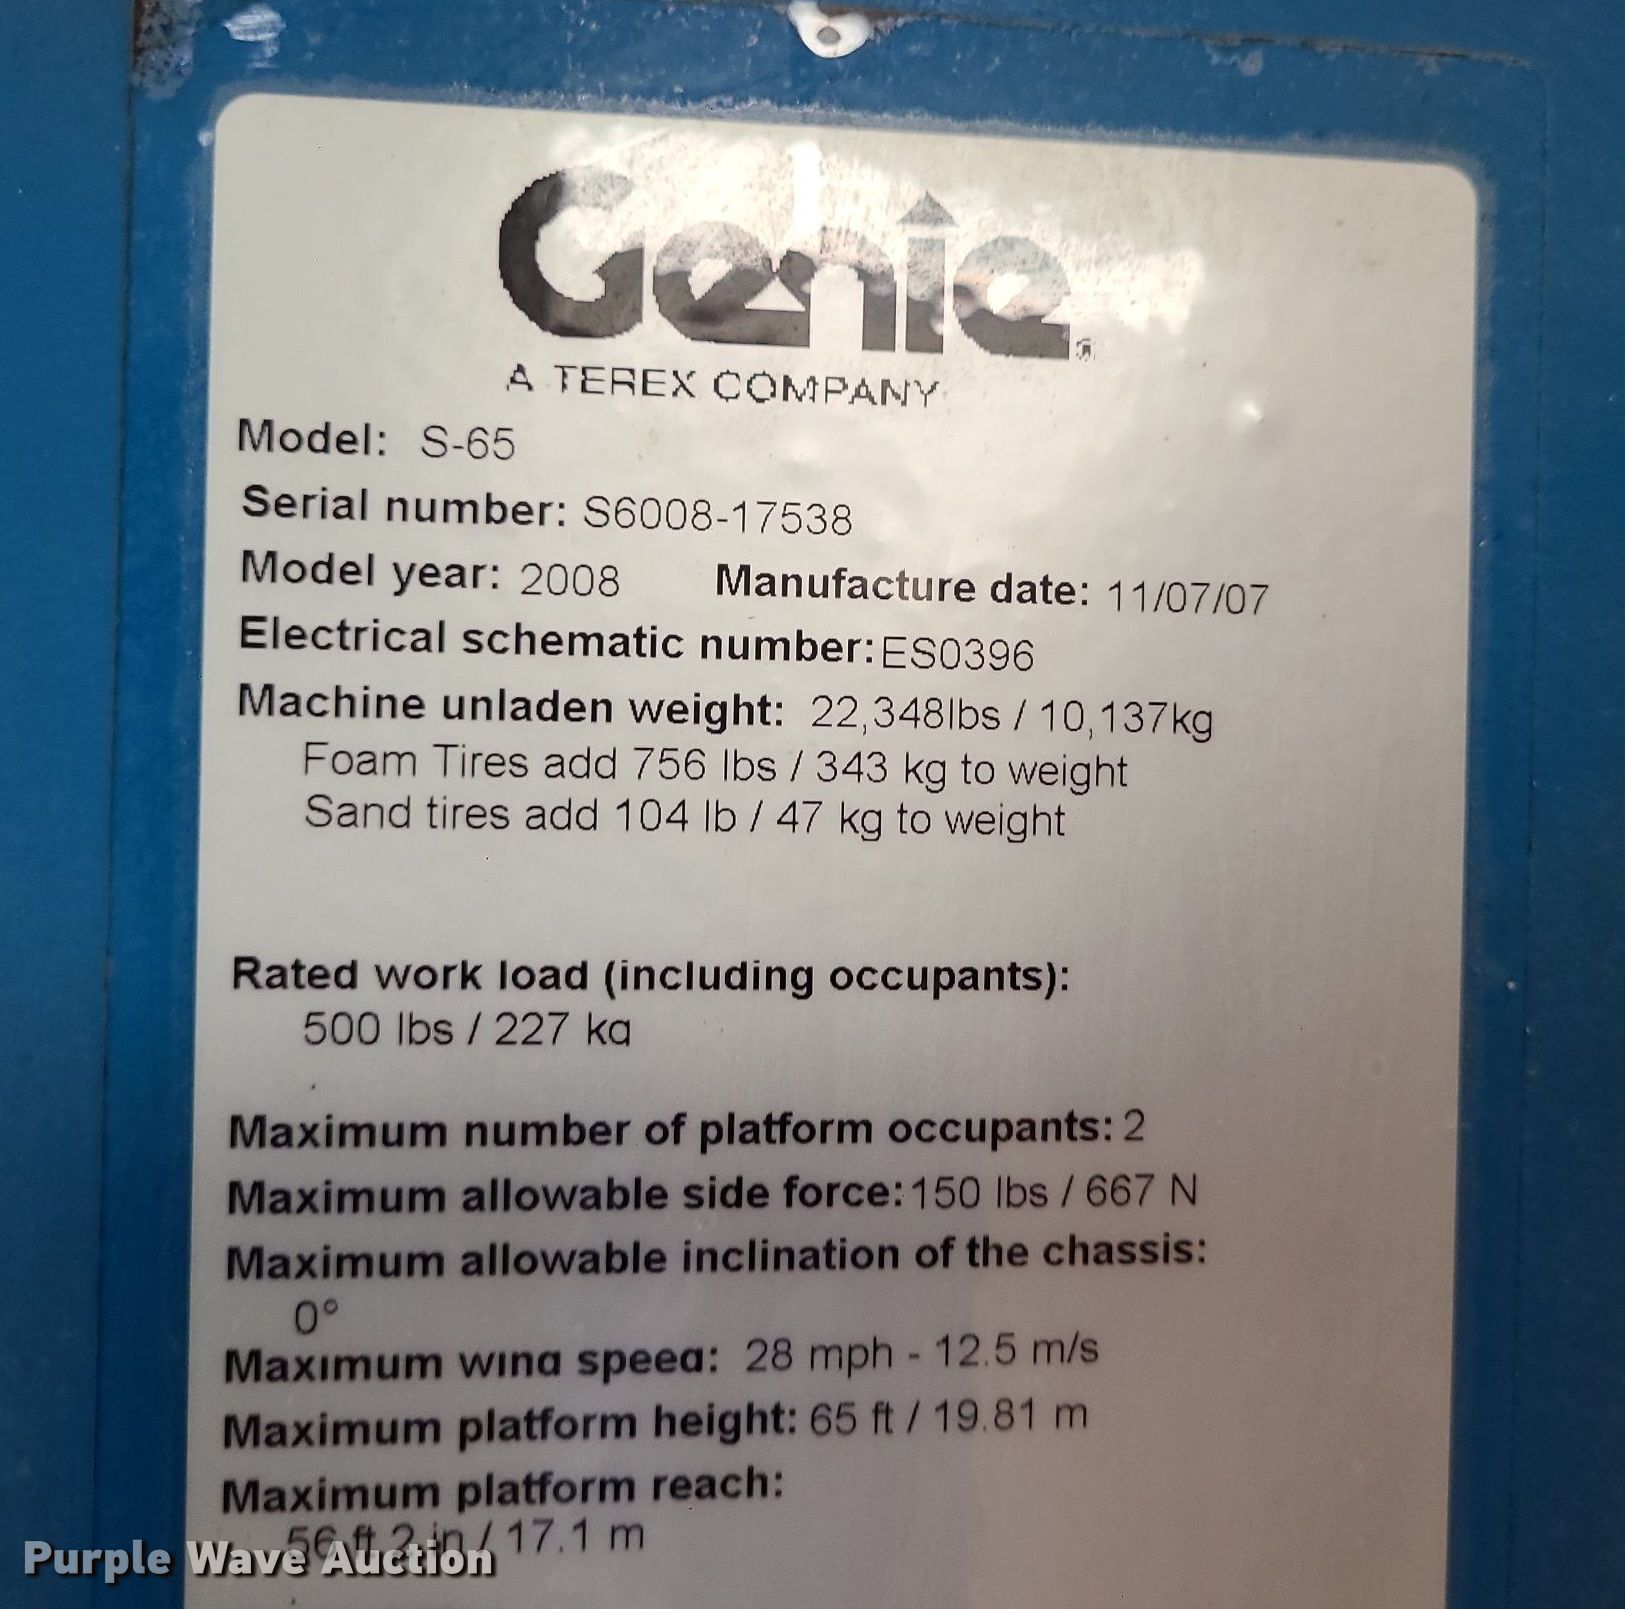 Genie®
A TEREX COMPANY
Model: S-65
Serial number: S6008-17538
Model year: 2008 Manufacture date: 11/07/07
Electrical schematic number: ES0396
Machine unladen weight: 22,348lbs / 10,137kg
Foam Tires add 756 lbs / 343 kg to weight
Sand tires add 104 lb / 47 kg to weight
Rated work load (including occupants):
500 lbs / 227 kg
Maximum number of platform occupants: 2
Maximum allowable side force: 150 lbs / 667 N
Maximum allowable inclination of the chassis:
0°
Maximum wind speed: 28 mph - 12.5 m/s
Maximum platform height: 65 ft / 19.81 m
Maximum platform reach:
56 ft 2 in / 17.1 m
Purple Wave Auction